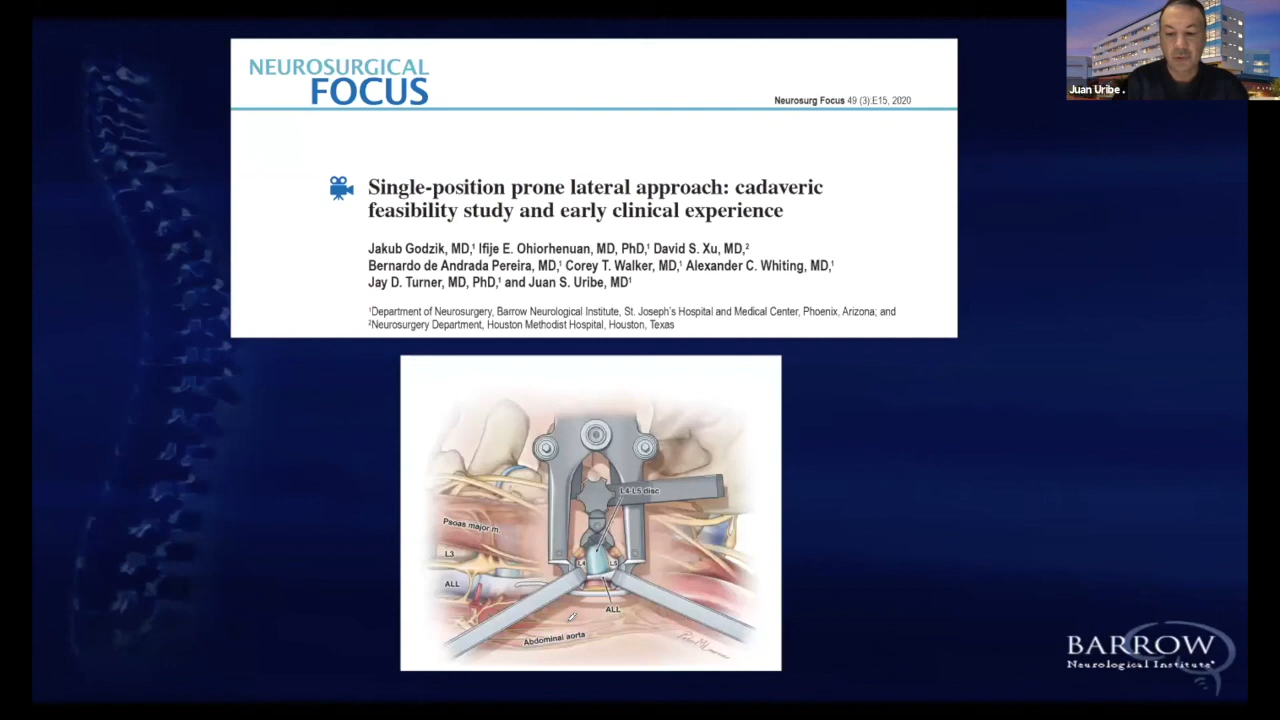 NEUROSURGICAL
FOCUS
Neurosurg Focus 49 (3):E15, 2020
Single-position prone lateral approach: cadaveric
feasibility study and early clinical experience
Jakub Godzik, MD,¹ Ifije E. Ohiorhenuan, MD, PhD,¹ David S. Xu, MD,²
Bernardo de Andrada Pereira, MD,¹ Corey T. Walker, MD,¹ Alexander C. Whiting, MD,¹
Jay D. Turner, MD, PhD,¹ and Juan S. Uribe, MD¹
¹Department of Neurosurgery, Barrow Neurological Institute, St. Joseph's Hospital and Medical Center, Phoenix, Arizona; and
²Neurosurgery Department, Houston Methodist Hospital, Houston, Texas
Juan Uribe .
L4-L5 disc
Psoas major m.
L3
L4
L5
ALL
ALL
Abdominal aorta
BARROW
Neurological Institute®